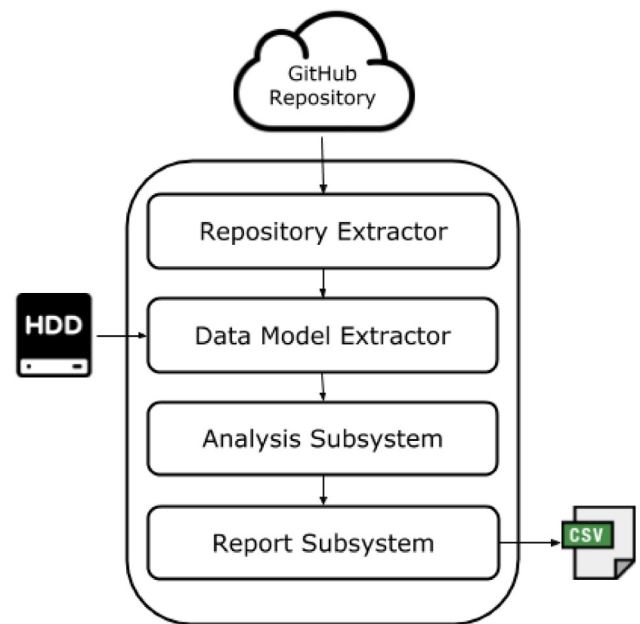 GitHub
Repository
Repository Extractor
HDD
Data Model Extractor
Analysis Subsystem
Report Subsystem
CSV